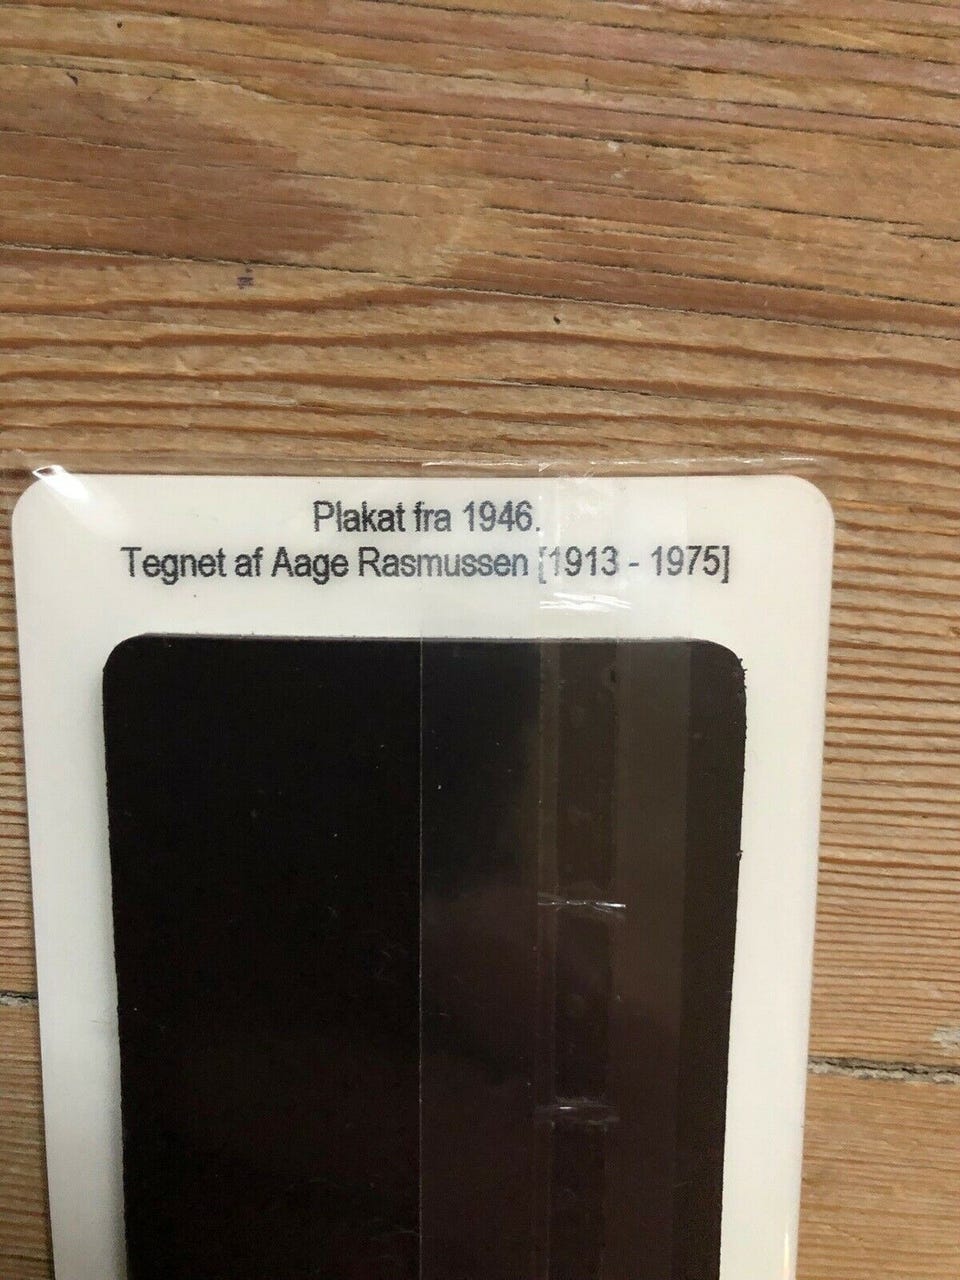 Plakat fra 1946.
Tegnet af Aage Rasmussen [1913 - 1975]